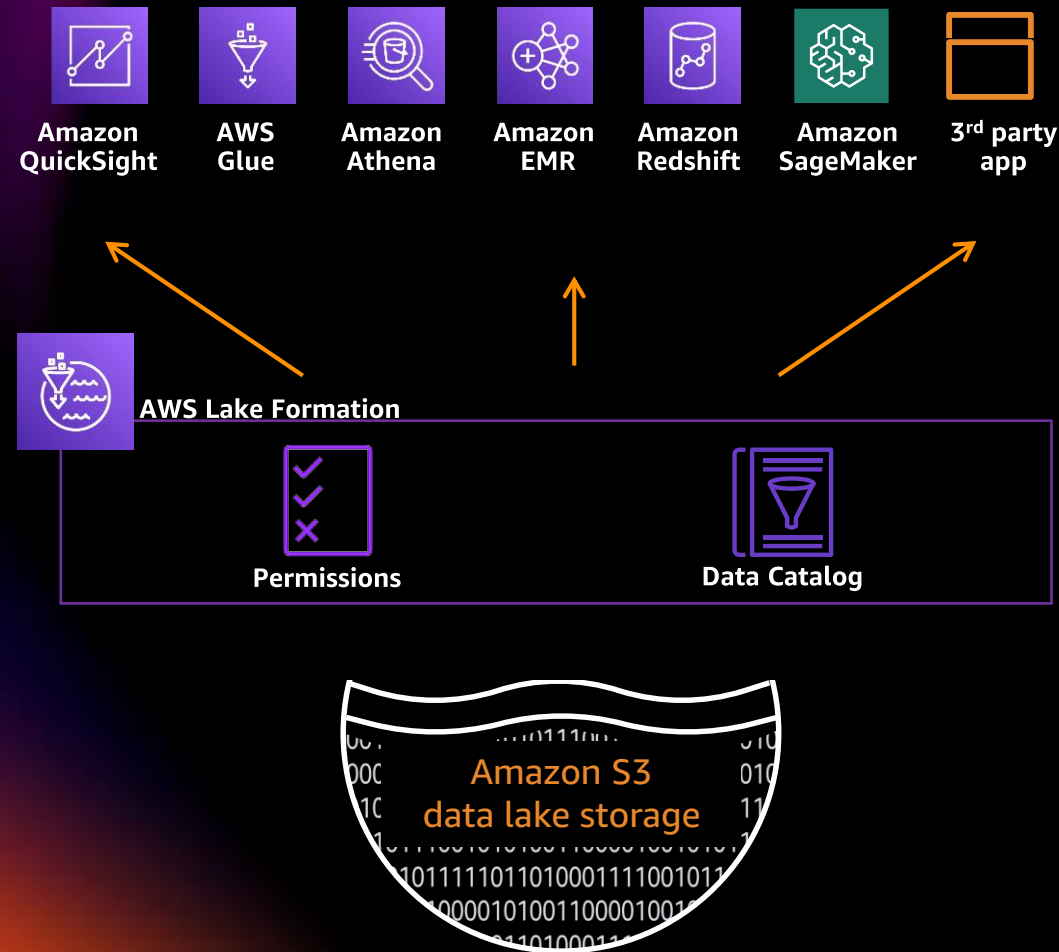 Amazon
QuickSight
AWS
Glue
Amazon
Athena
Amazon
EMR
Amazon
Redshift
Amazon
SageMaker
3rd party
app
AWS Lake Formation
Permissions
Data Catalog
Amazon S3
data lake storage